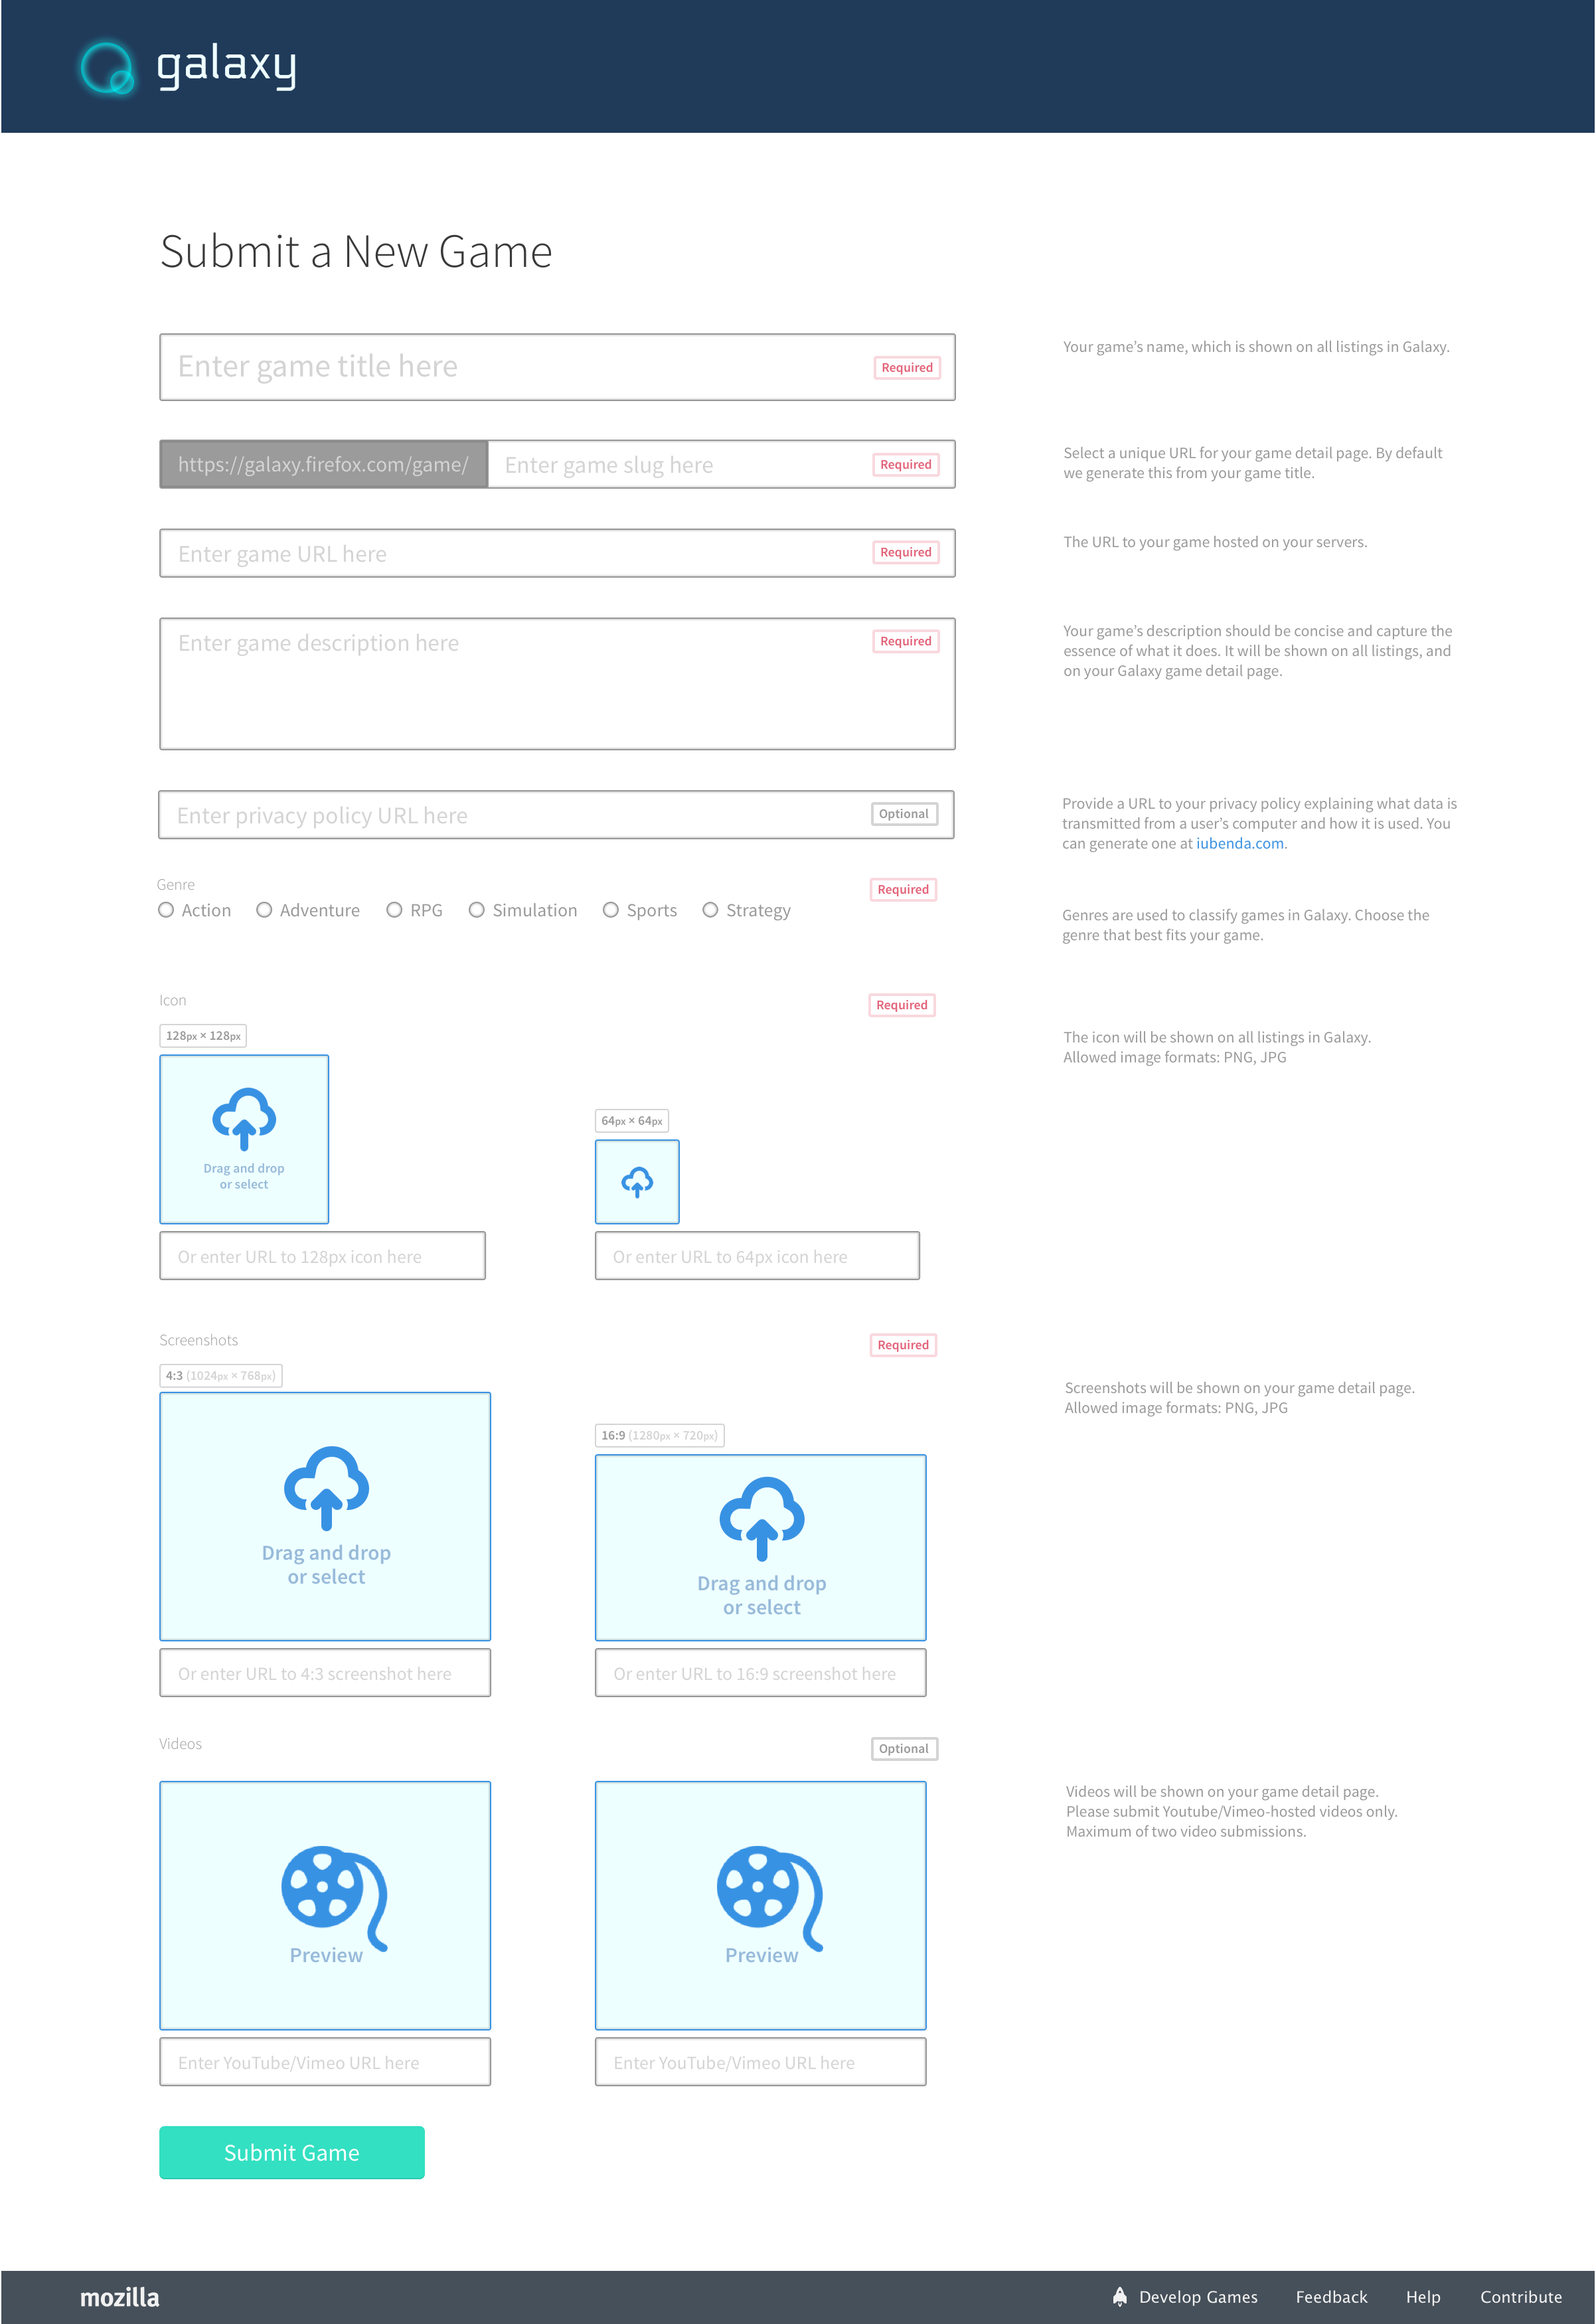 galaxy
Submit a New Game
Enter game title here
Required
Your game's name, which is shown on all listings in Galaxy.
https://galaxy.firefox.com/game/
Enter game slug here
Required
Select a unique URL for your game detail page. By default
we generate this from your game title.
Enter game URL here
Required
The URL to your game hosted on your servers.
Enter game description here
Required
Your game's description should be concise and capture the
essence of what it does. It will be shown on all listings, and
on your Galaxy game detail page.
Enter privacy policy URL here
Optional
Provide a URL to your privacy policy explaining what data is
transmitted from a user's computer and how it is used. You
can generate one at iubenda.com.
Genre
Required
Action Adventure RPG Simulation Sports Strategy
Genres are used to classify games in Galaxy. Choose the
genre that best fits your game.
Icon
Required
128px × 128px
Drag and drop
or select
Or enter URL to 128px icon here
64px × 64px
Or enter URL to 64px icon here
The icon will be shown on all listings in Galaxy.
Allowed image formats: PNG, JPG
Screenshots
Required
4:3 (1024px × 768px)
Drag and drop
or select
Or enter URL to 4:3 screenshot here
16:9 (1280px × 720px)
Drag and drop
or select
Or enter URL to 16:9 screenshot here
Screenshots will be shown on your game detail page.
Allowed image formats: PNG, JPG
Videos
Optional
Preview
Enter YouTube/Vimeo URL here
Preview
Enter YouTube/Vimeo URL here
Videos will be shown on your game detail page.
Please submit Youtube/Vimeo-hosted videos only.
Maximum of two video submissions.
Submit Game
mozilla
Develop Games Feedback Help Contribute